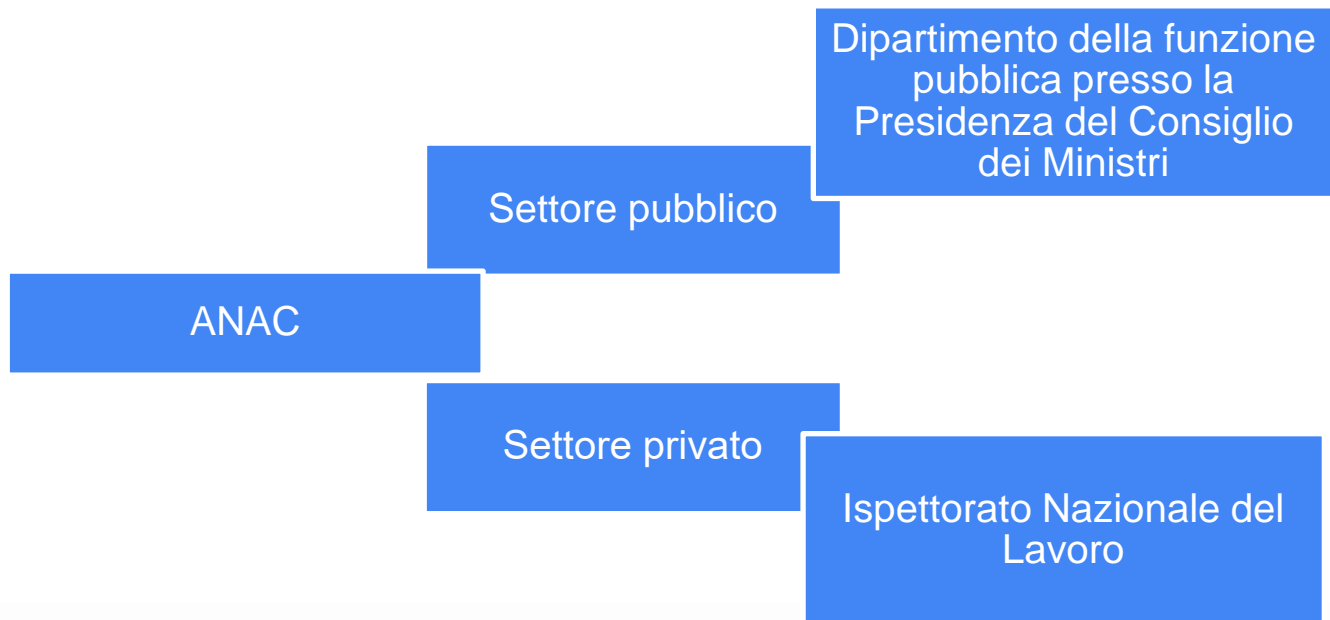 Dipartimento della funzione
pubblica presso la
Presidenza del Consiglio
dei Ministri
Settore pubblico
ANAC
Settore privato
Ispettorato Nazionale del
Lavoro